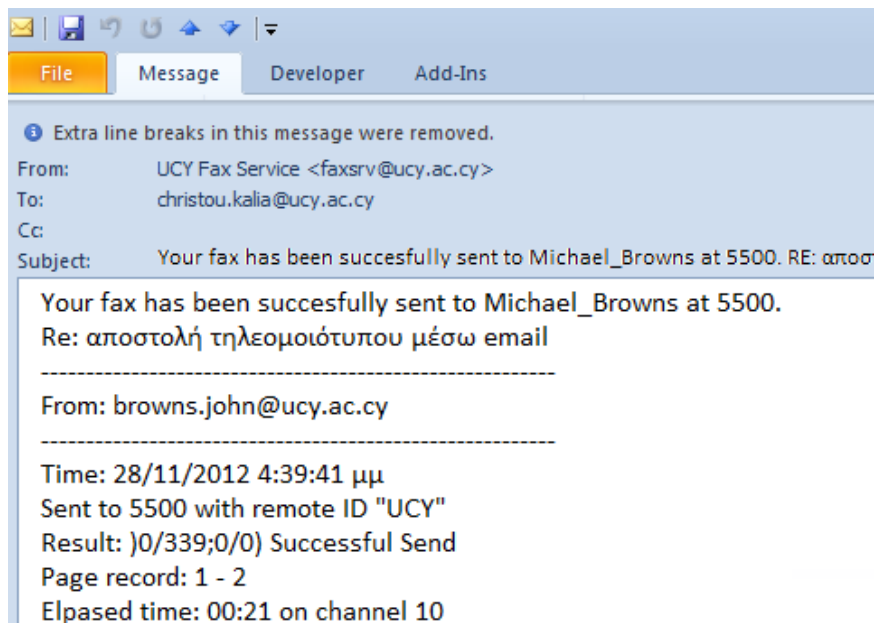 File Message Developer Add-Ins
Extra line breaks in this message were removed.
From: UCY Fax Service <faxsrv@ucy.ac.cy>
To: christou.kalia@ucy.ac.cy
Cc:
Subject: Your fax has been succesfully sent to Michael_Browns at 5500. RE: αποστ
Your fax has been succesfully sent to Michael_Browns at 5500.
Re: αποστολή τηλεομοιότυπου μέσω email
------------------------------------------------------------
From: browns.john@ucy.ac.cy
------------------------------------------------------------
Time: 28/11/2012 4:39:41 μμ
Sent to 5500 with remote ID "UCY"
Result: )0/339;0/0) Successful Send
Page record: 1 - 2
Elpased time: 00:21 on channel 10